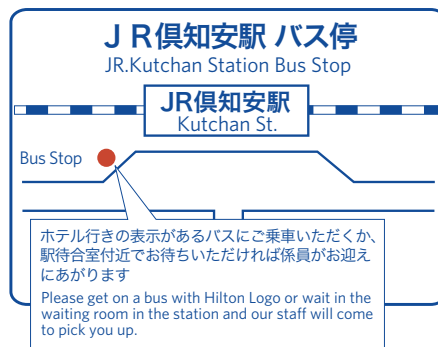 JR倶知安駅 バス停
JR.Kutchan Station Bus Stop
JR倶知安駅
Kutchan St.
Bus Stop
ホテル行きの表示があるバスにご乗車いただくか、
駅待合室付近でお待ちいただければ係員がお迎え
にあがります
Please get on a bus with Hilton Logo or wait in the
waiting room in the station and our staff will come
to pick you up.